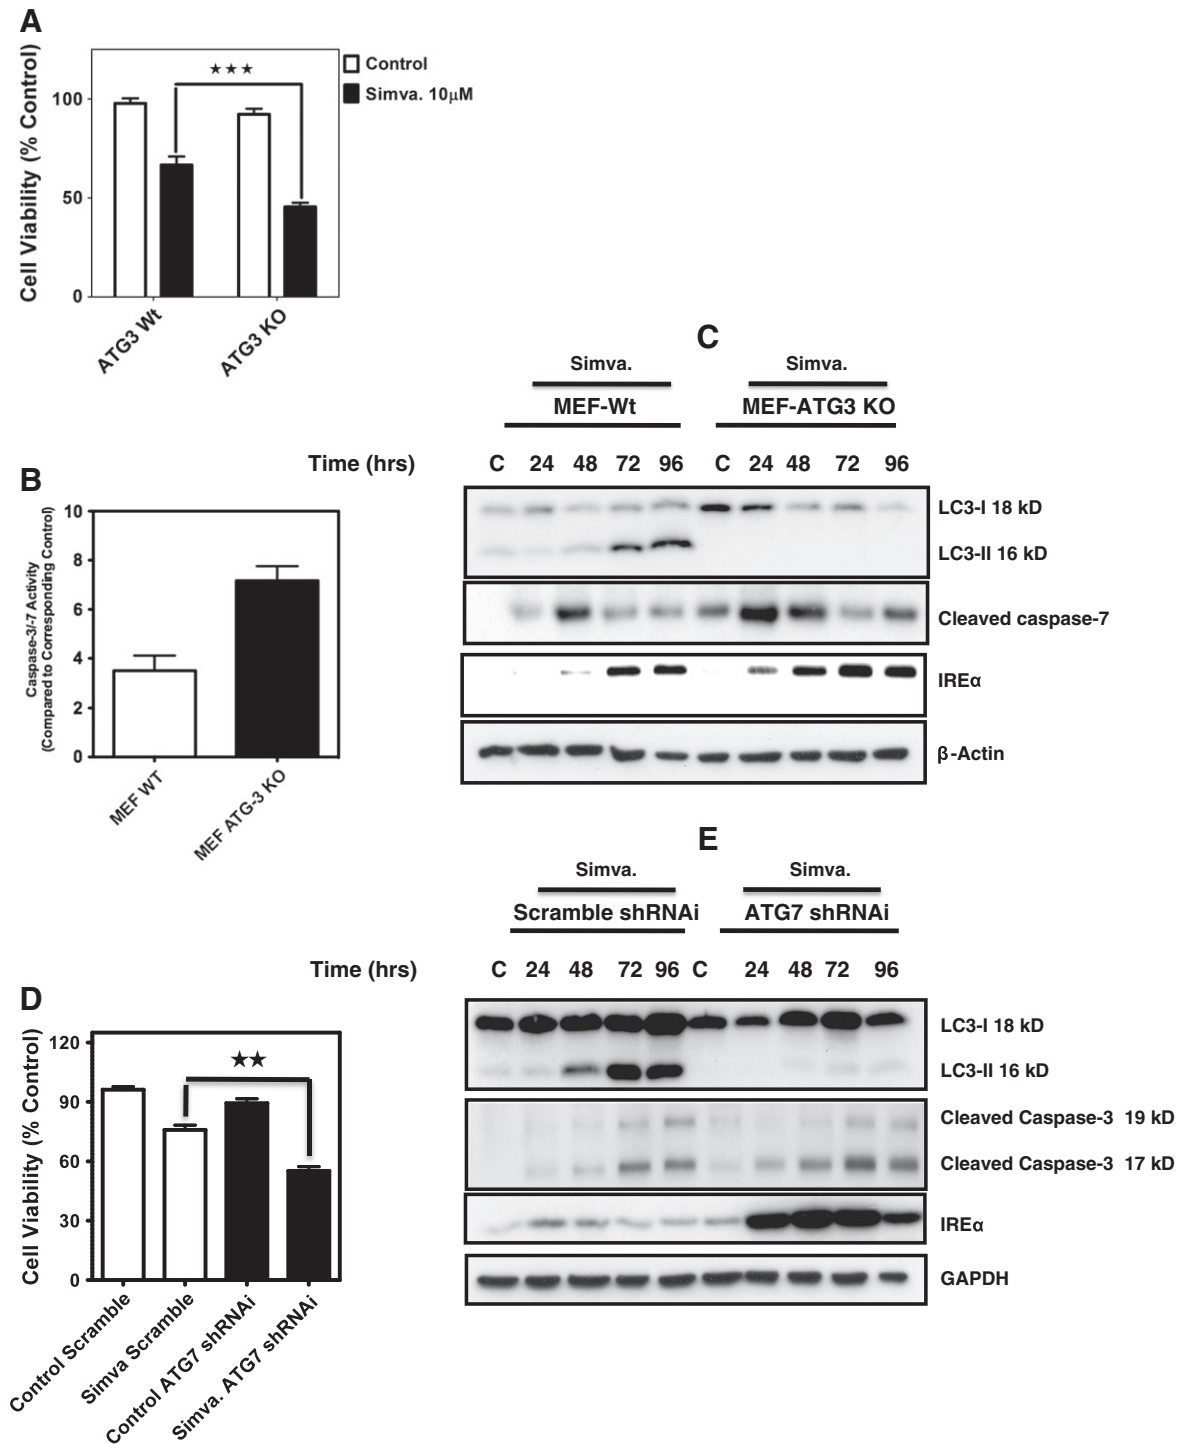 A
Cell Viability (% Control)
100
50
0
★★★
Control
Simva. 10μM
ATG3 Wt
ATG3 KO
B
Caspase-3/-7 Activity
(Compared to Corresponding Control)
10
8
6
4
2
0
MEF WT
MEF ATG-3 KO
C
Simva.
Simva.
MEF-Wt
MEF-ATG3 KO
Time (hrs)
C 24 48 72 96 C 24 48 72 96
LC3-I 18 kD
LC3-II 16 kD
Cleaved caspase-7
IREα
β-Actin
D
Cell Viability (% Control)
120
90
60
30
0
★★
Control Scramble
Simva Scramble
Control ATG7 shRNAi
Simva. ATG7 shRNAi
E
Simva.
Simva.
Scramble shRNAi
ATG7 shRNAi
Time (hrs)
C 24 48 72 96 C 24 48 72 96
LC3-I 18 kD
LC3-II 16 kD
Cleaved Caspase-3 19 kD
Cleaved Caspase-3 17 kD
IREα
GAPDH